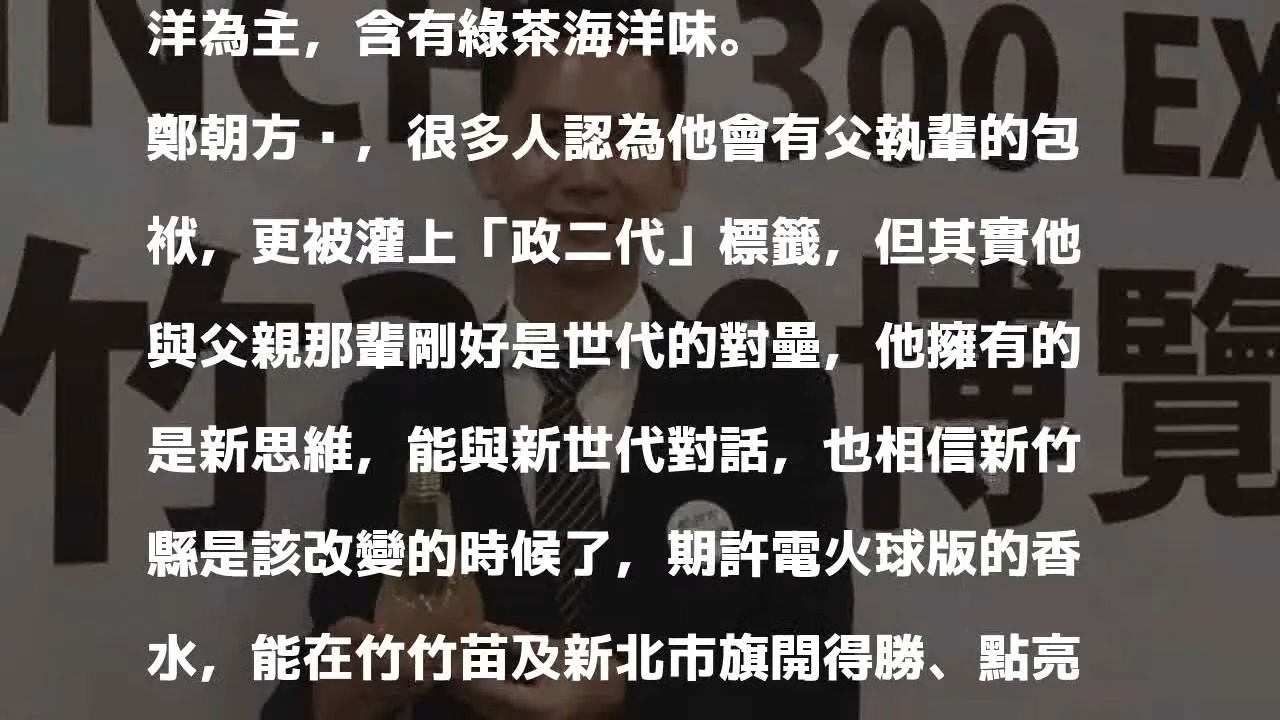 洋為主，含有綠茶海洋味。
鄭朝方·，很多人認為他會有父執輩的包
袱，更被灌上「政二代」標籤，但其實他
與父親那輩剛好是世代的對壘，他擁有的
是新思維，能與新世代對話，也相信新竹
縣是該改變的時候了，期許電火球版的香
水，能在竹竹苗及新北市旗開得勝、點亮
300 EX
竹
博覽